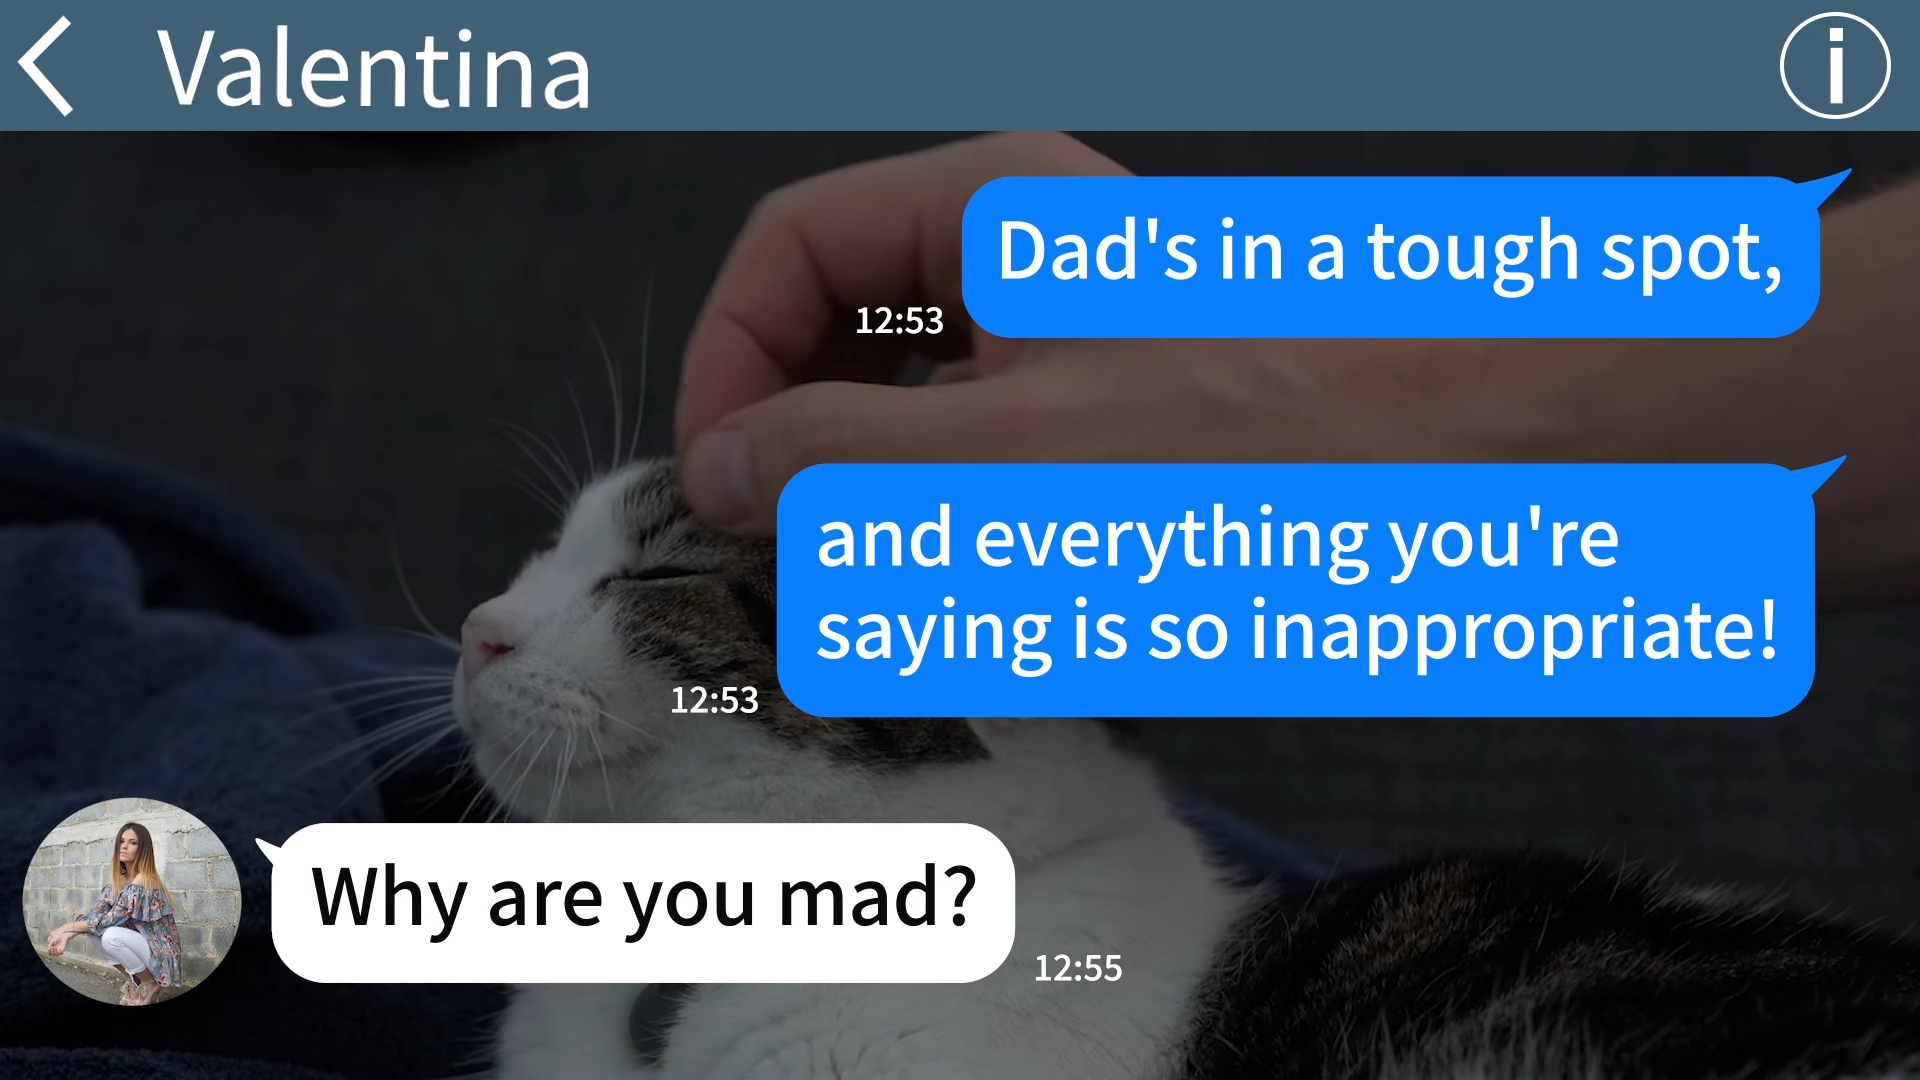 Valentina
Dad's in a tough spot,
12:53
and everything you're
saying is so inappropriate!
12:53
Why are you mad?
12:55